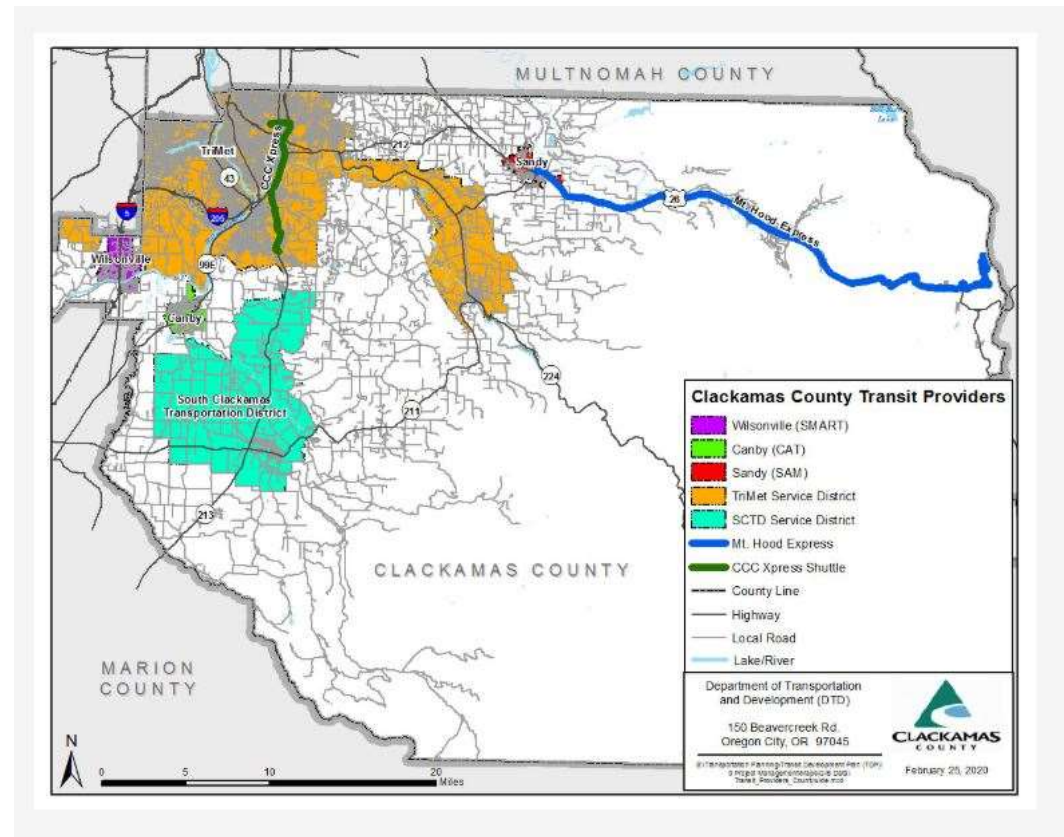 MULTNOMAH COUNTY
212
TriMet
43
CCC Xpress
Sandy
26
Mt. Hood Express
5
205
Wilsonville
99E
Canby
224
South Clackamas
Transportation District
211
213
CLACKAMAS COUNTY
MARION
COUNTY
Clackamas County Transit Providers
Wilsonville (SMART)
Canby (CAT)
Sandy (SAM)
TriMet Service District
SCTD Service District
Mt. Hood Express
CCC Xpress Shuttle
County Line
Highway
Local Road
Lake/River
Department of Transportation
and Development (DTD)
150 Beavercreek Rd.
Oregon City, OR 97045
CLACKAMAS
COUNTY
February 25, 2020
N
0 5 10 20
Miles